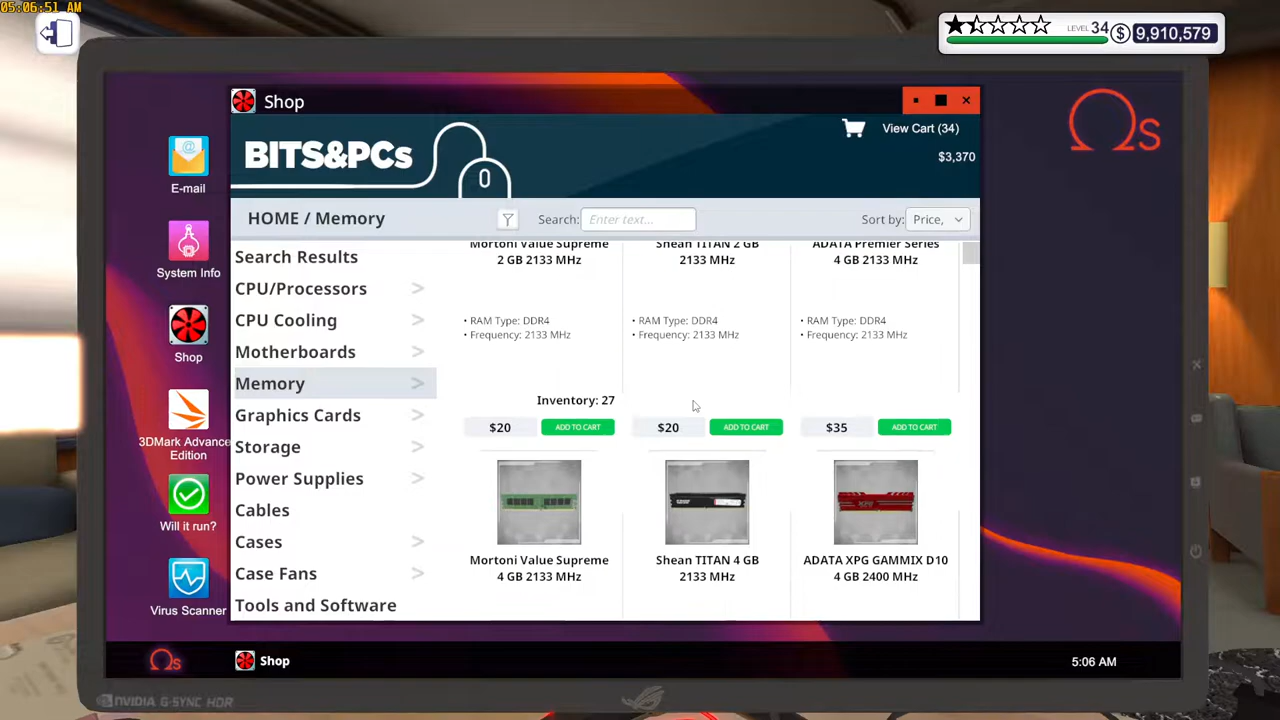 05:06:51 AM
LEVEL 34 $ 9,910,579
Shop
BITS&PCs
View Cart (34)
$3,370
HOME / Memory
Search: Enter text...
Sort by: Price,
Search Results
CPU/Processors >
CPU Cooling >
Motherboards >
Memory >
Graphics Cards >
Storage >
Power Supplies >
Cables
Cases >
Case Fans >
Tools and Software
Mortoni Value Supreme
2 GB 2133 MHz
• RAM Type: DDR4
• Frequency: 2133 MHz
Inventory: 27
$20 ADD TO CART
Shean TITAN 2 GB
2133 MHz
• RAM Type: DDR4
• Frequency: 2133 MHz
$20 ADD TO CART
ADATA Premier Series
4 GB 2133 MHz
• RAM Type: DDR4
• Frequency: 2133 MHz
$35 ADD TO CART
Mortoni Value Supreme
4 GB 2133 MHz
Shean TITAN 4 GB
2133 MHz
ADATA XPG GAMMIX D10
4 GB 2400 MHz
E-mail
System Info
Shop
3DMark Advance
Edition
Will it run?
Virus Scanner
Ωs
Ωs
Shop
5:06 AM
NVIDIA G-SYNC HDR